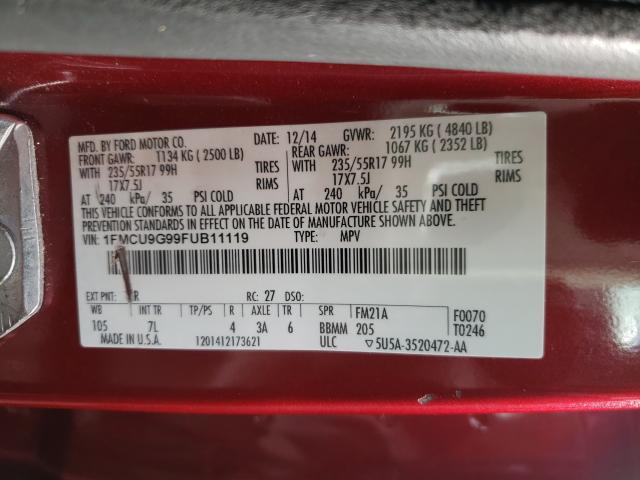 MFD. BY FORD MOTOR CO. DATE: 12/14 GVWR: 2195 KG ( 4840 LB)
FRONT GAWR: 1134 KG ( 2500 LB) REAR GAWR: 1067 KG ( 2352 LB)
WITH 235/55R17 99H TIRES WITH 235/55R17 99H TIRES
17X7.5J RIMS 17X7.5J RIMS
AT 240 kPa/ 35 PSI COLD AT 240 kPa/ 35 PSI COLD
THIS VEHICLE CONFORMS TO ALL APPLICABLE FEDERAL MOTOR VEHICLE SAFETY AND THEFT
PREVENTION STANDARDS IN EFFECT ON THE DATE OF MANUFACTURE SHOWN ABOVE.
VIN: 1FMCU9G99FUB11119 TYPE: MPV
EXT PNT: R RC: 27 DSO:
WB INT TR TP/PS R AXLE TR SPR FM21A F0070
105 7L 4 3A 6 BBMM 205 T0246
MADE IN U.S.A. 1201412173621 ULC ▽5U5A-3520472-AA